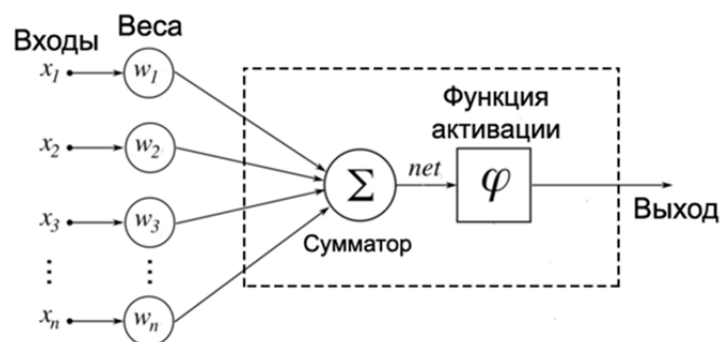 Входы
Веса
x1
w1
x2
w2
x3
w3
xn
wn
Σ
Сумматор
net
Функция
активации
φ
Выход